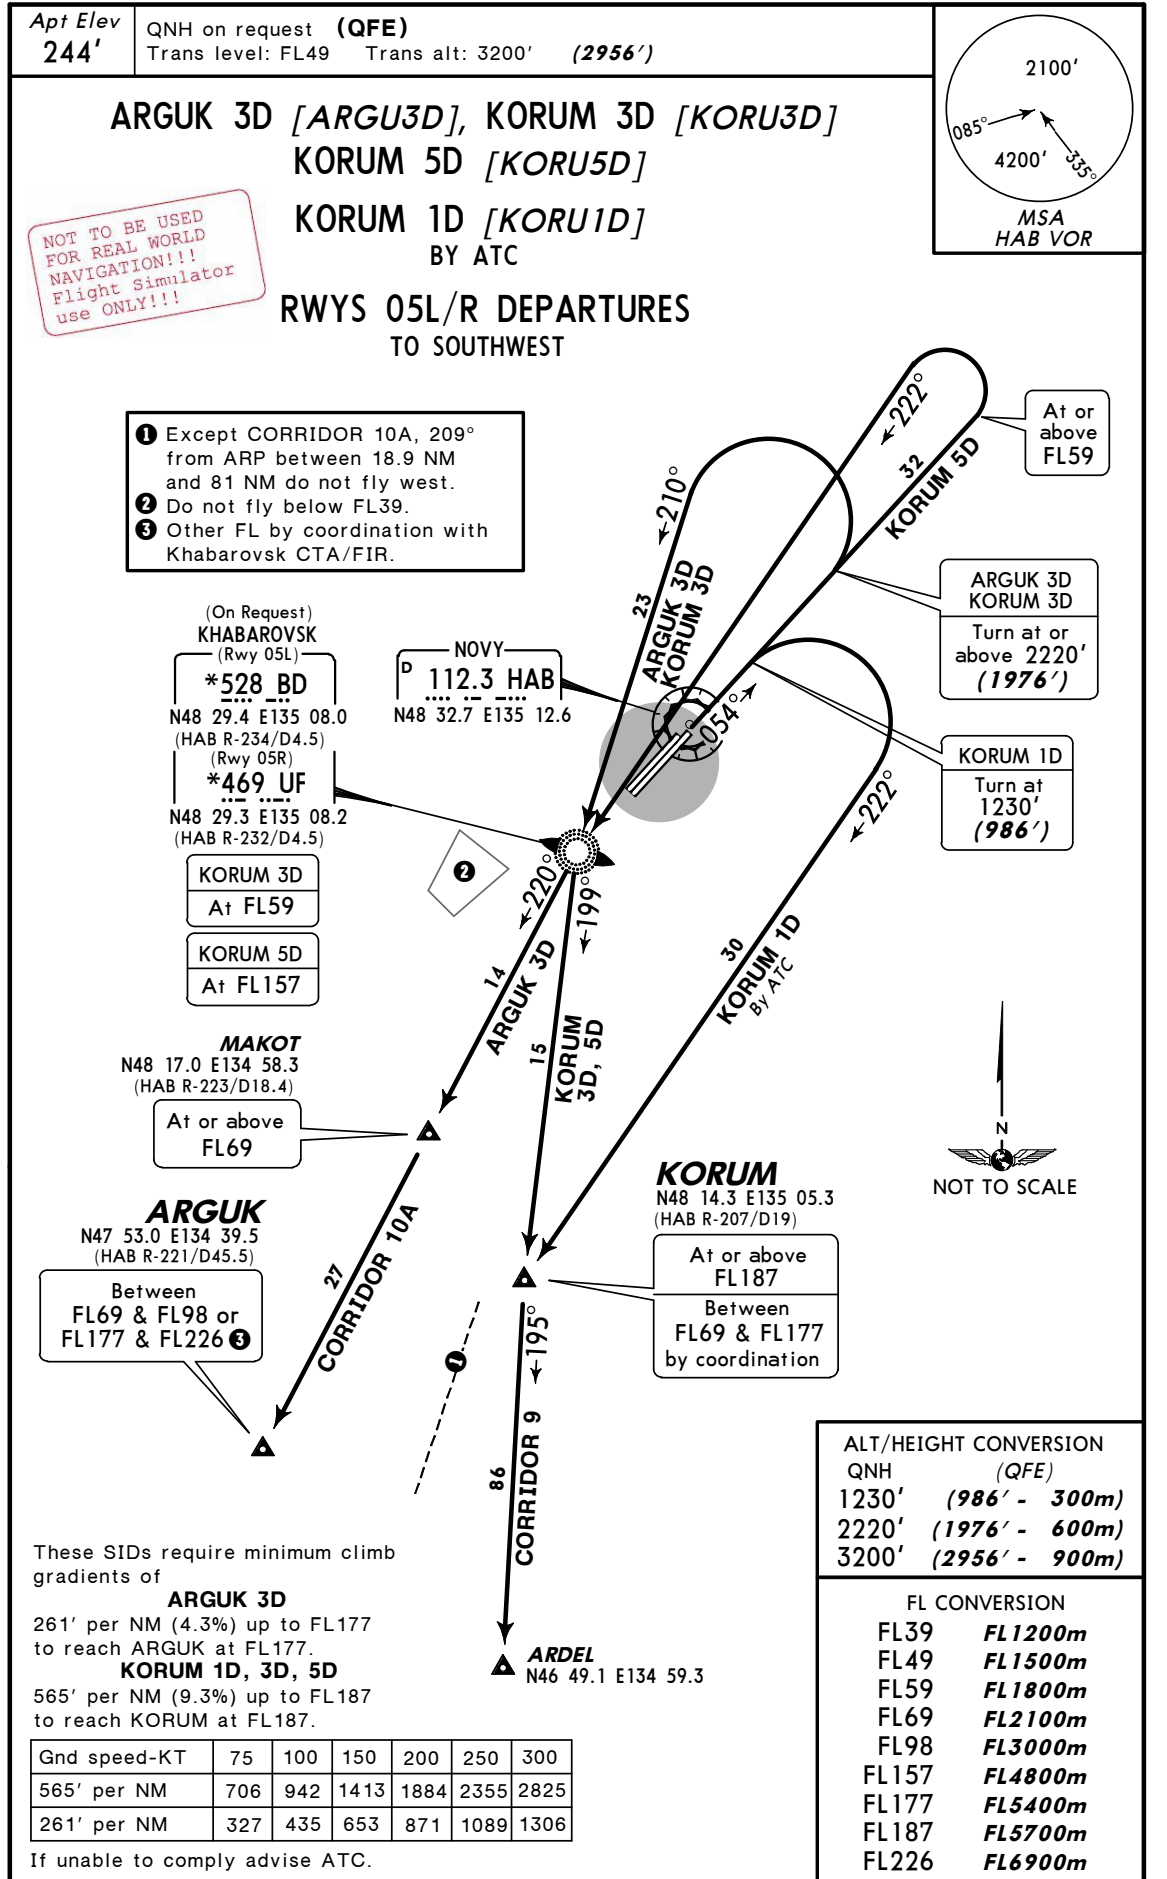 Apt Elev
244'
QNH on request (QFE)
Trans level: FL49 Trans alt: 3200' (2956')
2100'
085°
4200'
335°
MSA
HAB VOR
ARGUK 3D [ARGU3D], KORUM 3D [KORU3D]
KORUM 5D [KORU5D]
KORUM 1D [KORU1D]
BY ATC
NOT TO BE USED
FOR REAL WORLD
NAVIGATION!!!
Flight Simulator
use ONLY!!!
RWYS 05L/R DEPARTURES
TO SOUTHWEST
1 Except CORRIDOR 10A, 209°
from ARP between 18.9 NM
and 81 NM do not fly west.
2 Do not fly below FL39.
3 Other FL by coordination with
Khabarovsk CTA/FIR.
222°
32
KORUM 5D
At or
above
FL59
210°
23
ARGUK 3D
KORUM 3D
ARGUK 3D
KORUM 3D
Turn at or
above 2220'
(1976')
(On Request)
KHABAROVSK
(Rwy 05L)
*528 BD
N48 29.4 E135 08.0
(HAB R-234/D4.5)
(Rwy 05R)
*469 UF
N48 29.3 E135 08.2
(HAB R-232/D4.5)
NOVY
D 112.3 HAB
N48 32.7 E135 12.6
054°
KORUM 1D
Turn at
1230'
(986')
222°
KORUM 3D
At FL59
KORUM 5D
At FL157
2
220°
199°
14
ARGUK 3D
15
KORUM
3D, 5D
30
KORUM 1D
By ATC
MAKOT
N48 17.0 E134 58.3
(HAB R-223/D18.4)
At or above
FL69
N
NOT TO SCALE
ARGUK
N47 53.0 E134 39.5
(HAB R-221/D45.5)
Between
FL69 & FL98 or
FL177 & FL226 3
27
CORRIDOR 10A
KORUM
N48 14.3 E135 05.3
(HAB R-207/D19)
At or above
FL187
Between
FL69 & FL177
by coordination
1
195°
86
CORRIDOR 9
ARDEL
N46 49.1 E134 59.3
These SIDs require minimum climb
gradients of
ARGUK 3D
261' per NM (4.3%) up to FL177
to reach ARGUK at FL177.
KORUM 1D, 3D, 5D
565' per NM (9.3%) up to FL187
to reach KORUM at FL187.
Gnd speed-KT 75 100 150 200 250 300
565' per NM 706 942 1413 1884 2355 2825
261' per NM 327 435 653 871 1089 1306
If unable to comply advise ATC.
ALT/HEIGHT CONVERSION
QNH (QFE)
1230' (986' - 300m)
2220' (1976' - 600m)
3200' (2956' - 900m)
FL CONVERSION
FL39 FL1200m
FL49 FL1500m
FL59 FL1800m
FL69 FL2100m
FL98 FL3000m
FL157 FL4800m
FL177 FL5400m
FL187 FL5700m
FL226 FL6900m